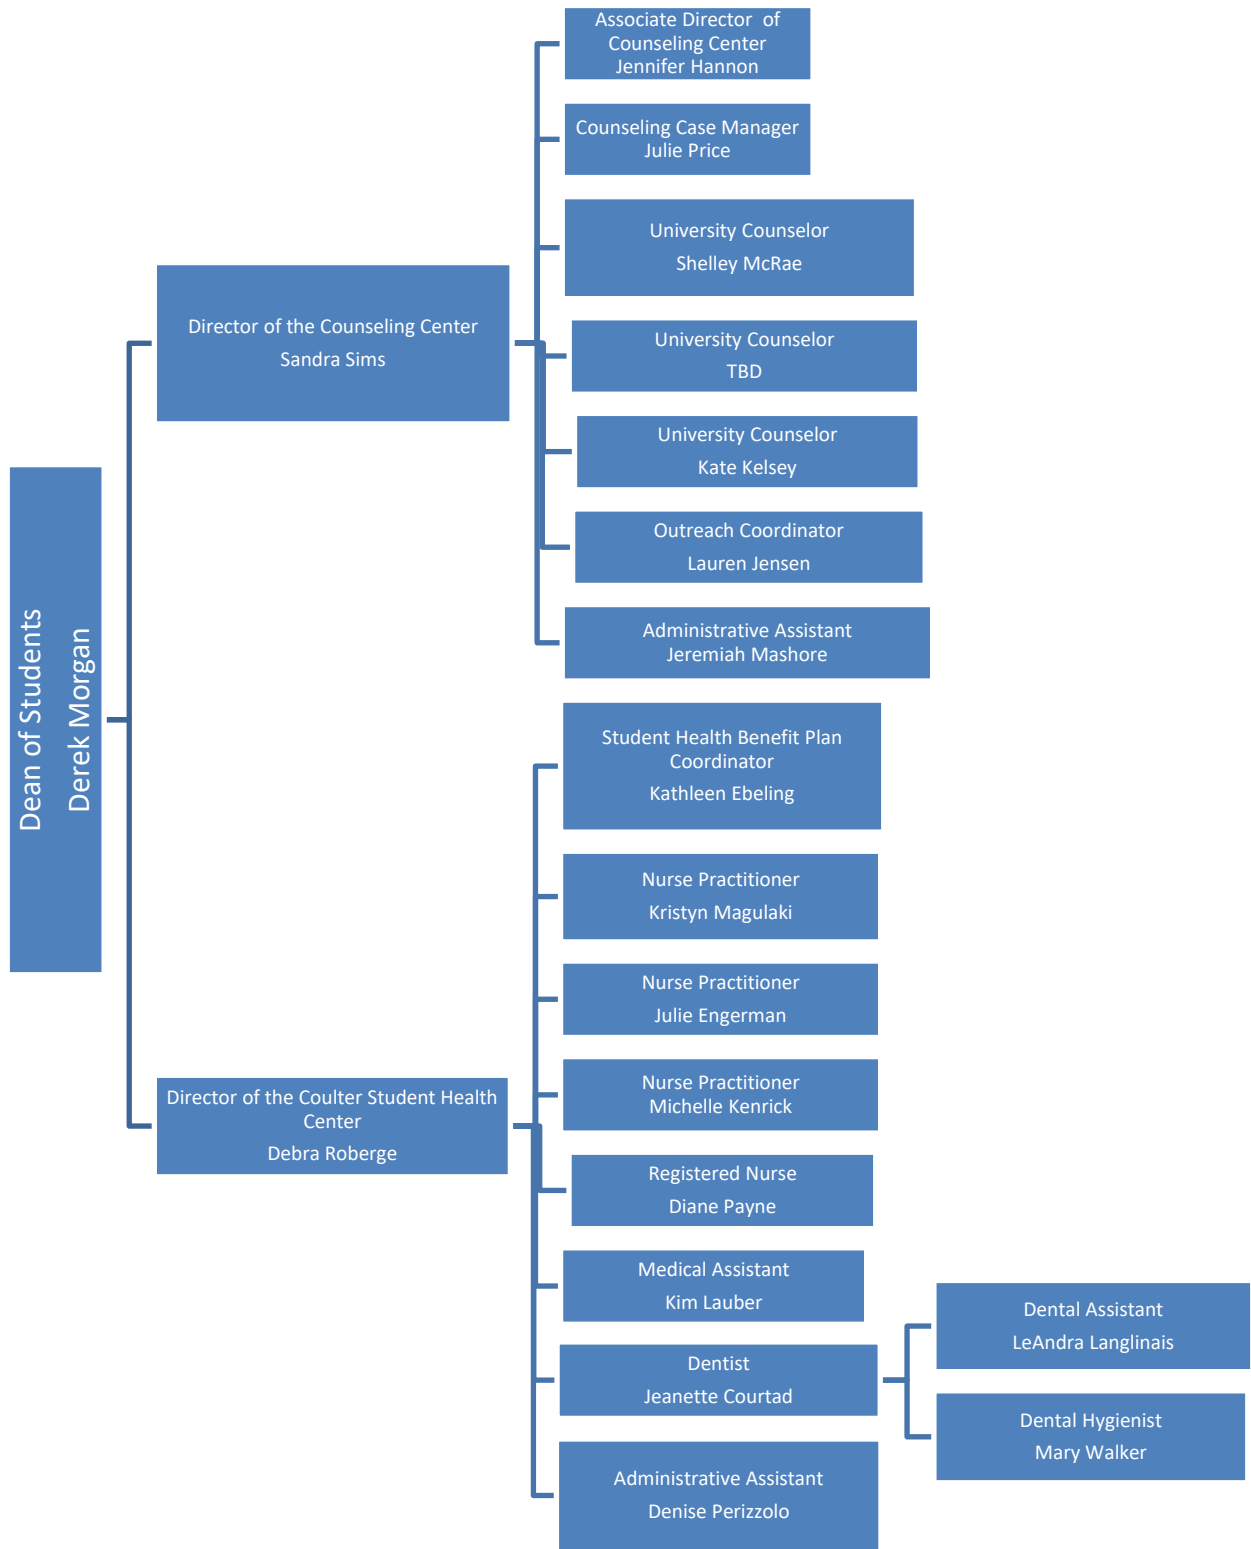 Dean of Students
Derek Morgan
Director of the Counseling Center
Sandra Sims
Associate Director of
Counseling Center
Jennifer Hannon
Counseling Case Manager
Julie Price
University Counselor
Shelley McRae
University Counselor
TBD
University Counselor
Kate Kelsey
Outreach Coordinator
Lauren Jensen
Administrative Assistant
Jeremiah Mashore
Director of the Coulter Student Health
Center
Debra Roberge
Student Health Benefit Plan
Coordinator
Kathleen Ebeling
Nurse Practitioner
Kristyn Magulaki
Nurse Practitioner
Julie Engerman
Nurse Practitioner
Michelle Kenrick
Registered Nurse
Diane Payne
Medical Assistant
Kim Lauber
Dentist
Jeanette Courtad
Dental Assistant
LeAndra Langlinais
Dental Hygienist
Mary Walker
Administrative Assistant
Denise Perizzolo